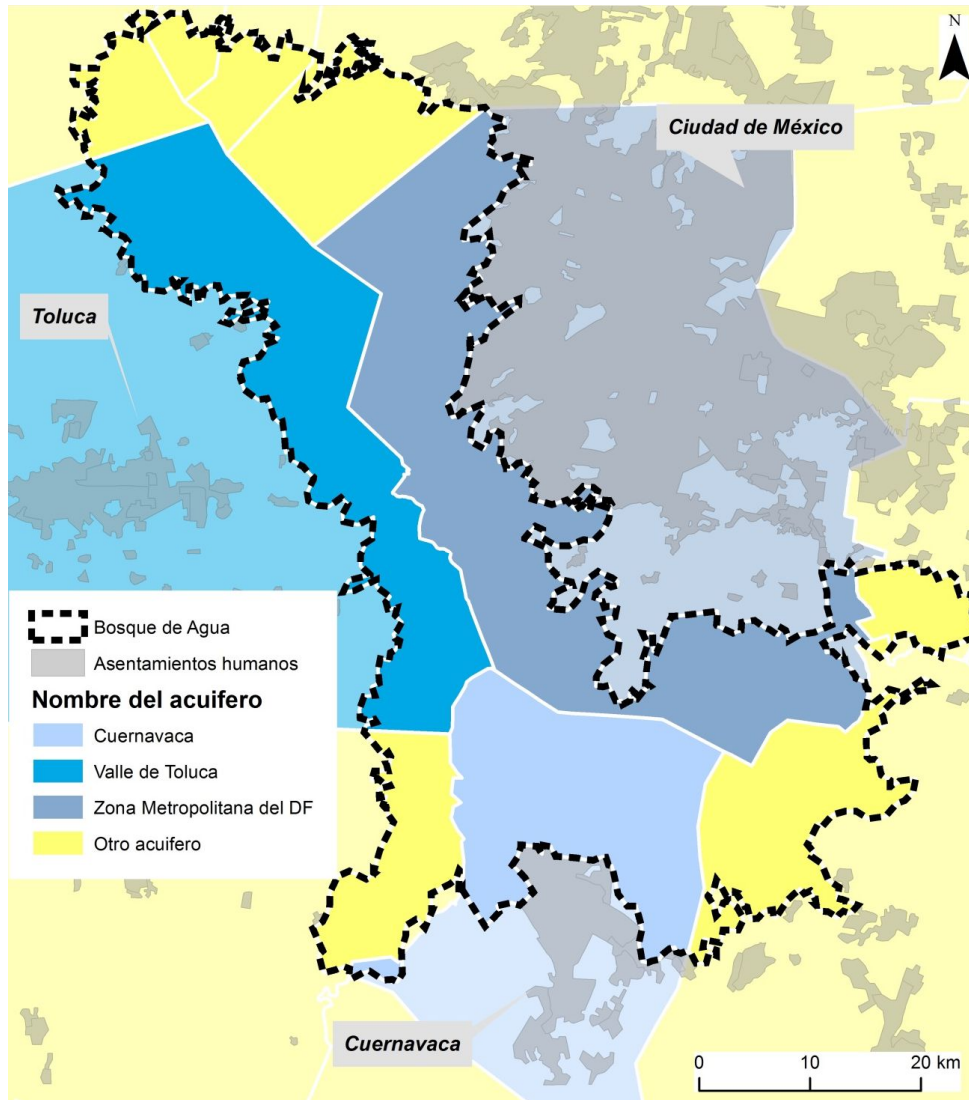 N
Ciudad de México
Toluca
Bosque de Agua
Asentamientos humanos
Nombre del acuifero
Cuernavaca
Valle de Toluca
Zona Metropolitana del DF
Otro acuifero
Cuernavaca
0 10 20 km